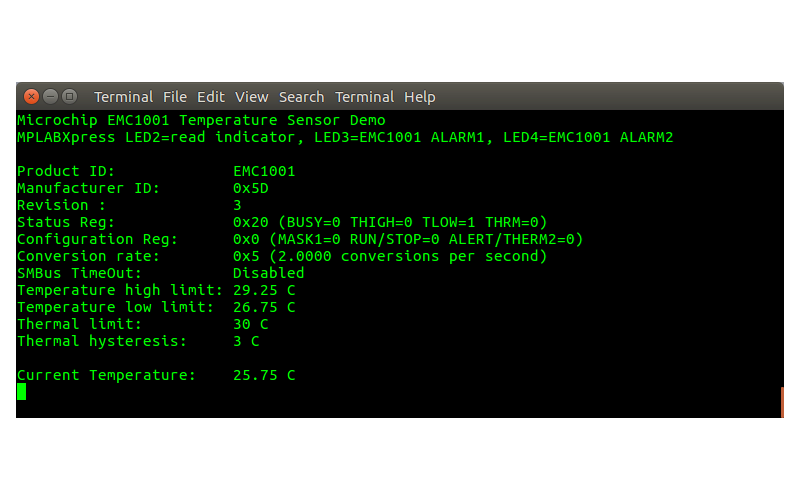 Terminal File Edit View Search Terminal Help
Microchip EMC1001 Temperature Sensor Demo
MPLABXpress LED2=read indicator, LED3=EMC1001 ALARM1, LED4=EMC1001 ALARM2
Product ID: EMC1001
Manufacturer ID: 0x5D
Revision : 3
Status Reg: 0x20 (BUSY=0 THIGH=0 TLOW=1 THRM=0)
Configuration Reg: 0x0 (MASK1=0 RUN/STOP=0 ALERT/THERM2=0)
Conversion rate: 0x5 (2.0000 conversions per second)
SMBus TimeOut: Disabled
Temperature high limit: 29.25 C
Temperature low limit: 26.75 C
Thermal limit: 30 C
Thermal hysteresis: 3 C
Current Temperature: 25.75 C